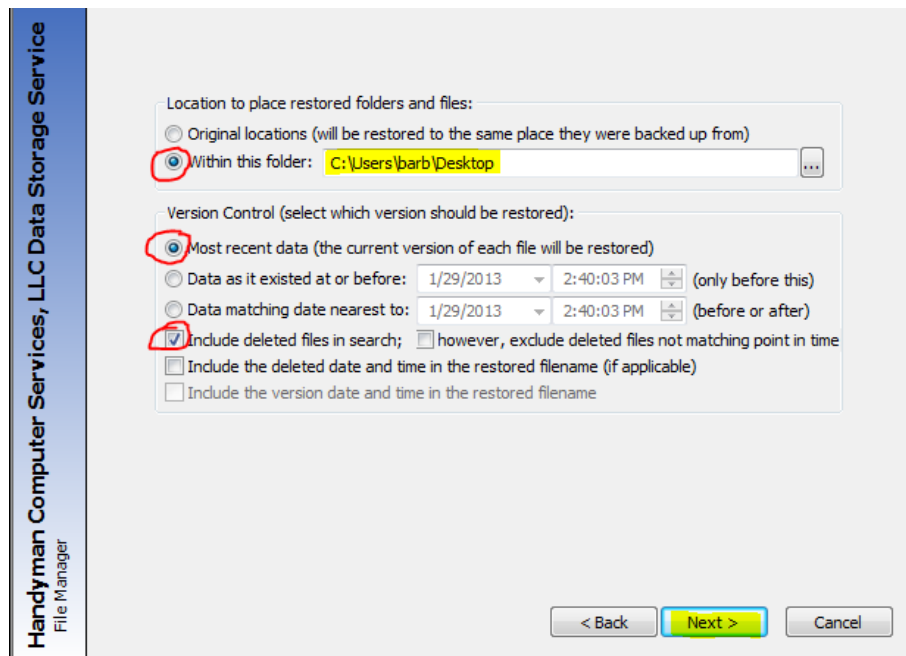 Handyman Computer Services, LLC Data Storage Service
File Manager
Location to place restored folders and files:
Original locations (will be restored to the same place they were backed up from)
Within this folder: C:\Users\barb\Desktop ...
Version Control (select which version should be restored):
Most recent data (the current version of each file will be restored)
Data as it existed at or before: 1/29/2013 2:40:03 PM (only before this)
Data matching date nearest to: 1/29/2013 2:40:03 PM (before or after)
Include deleted files in search; however, exclude deleted files not matching point in time
Include the deleted date and time in the restored filename (if applicable)
Include the version date and time in the restored filename
< Back Next > Cancel